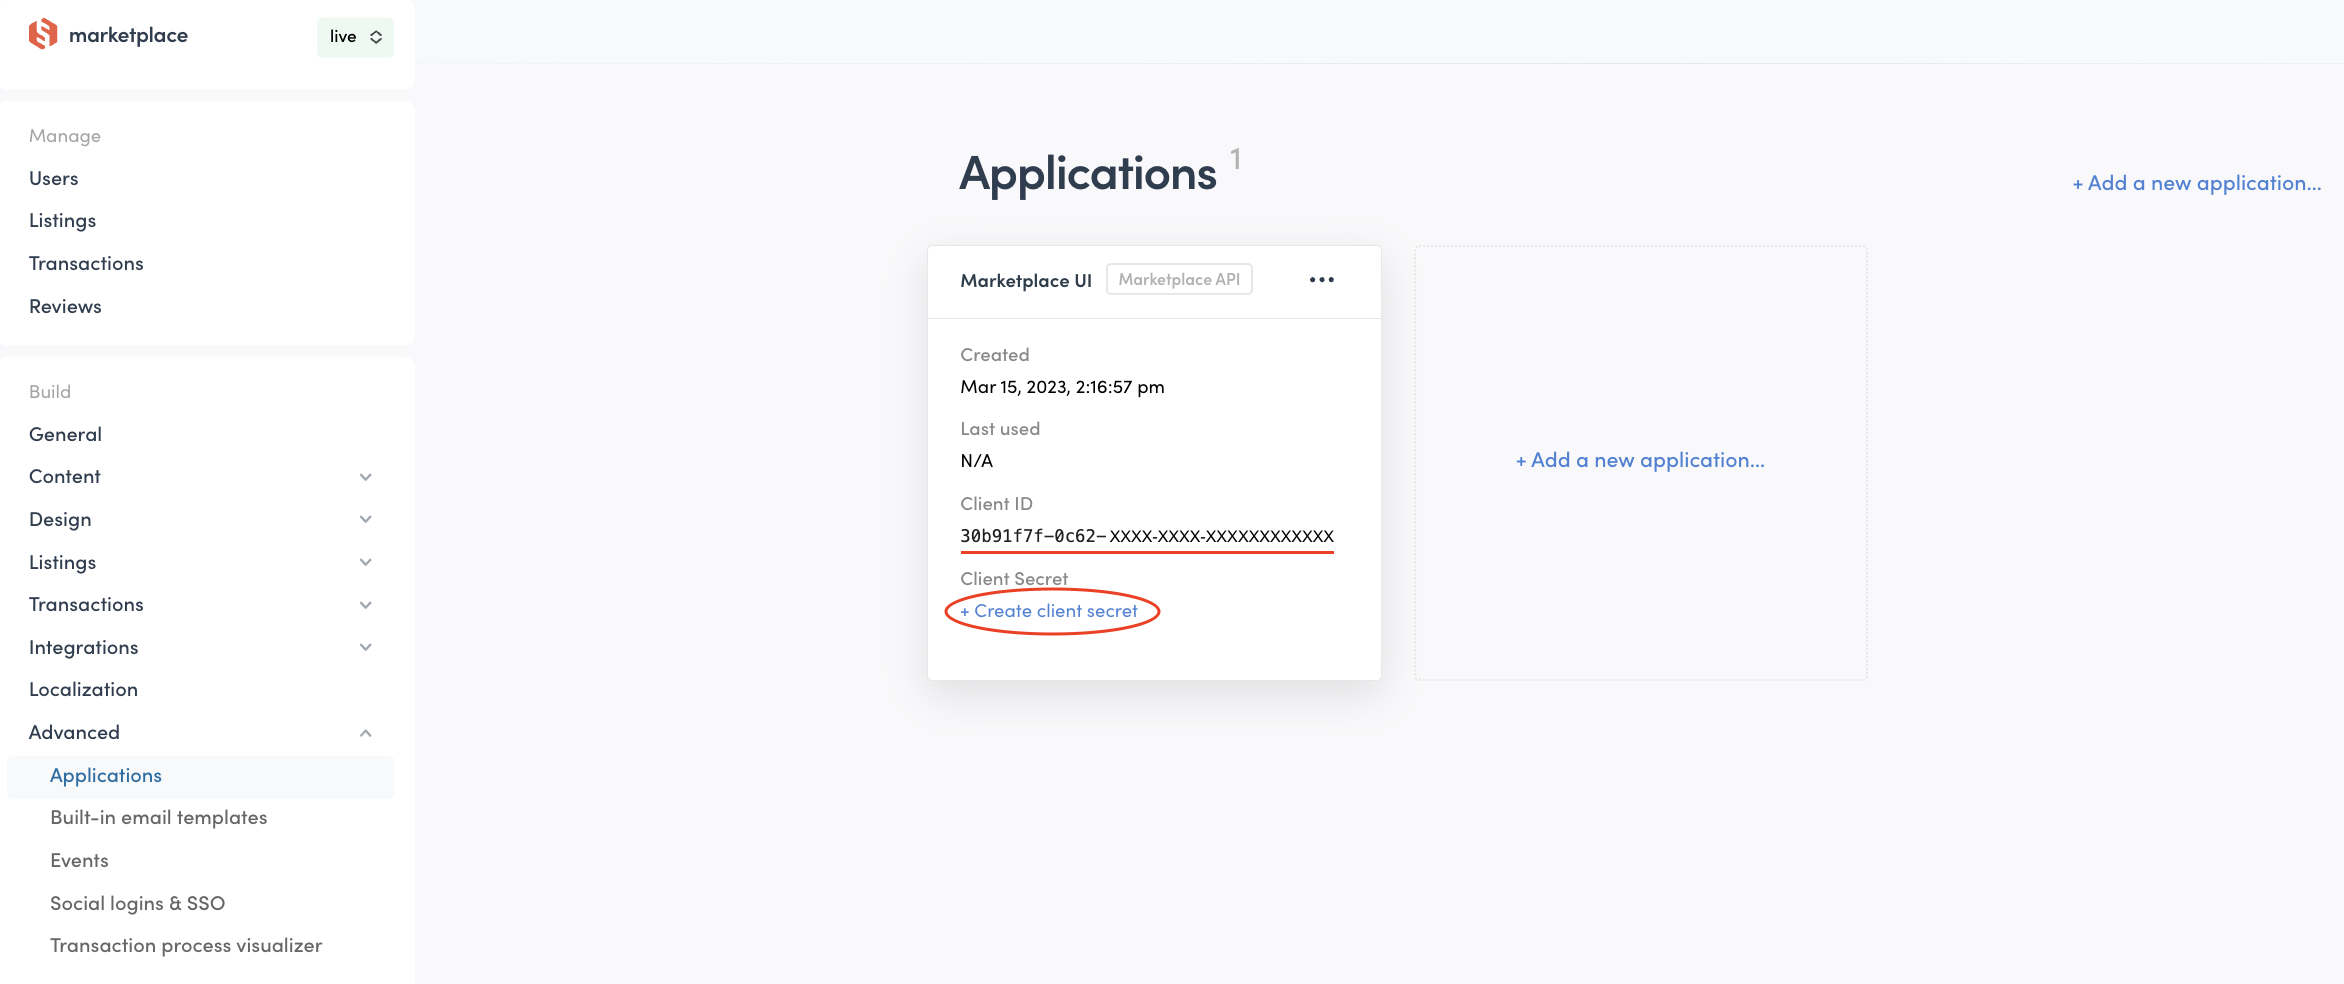 marketplace
live
Manage
Users
Listings
Transactions
Reviews
Build
General
Content
Design
Listings
Transactions
Integrations
Localization
Advanced
Applications
Built-in email templates
Events
Social logins & SSO
Transaction process visualizer
Applications 1
+ Add a new application...
Marketplace UI Marketplace API
Created
Mar 15, 2023, 2:16:57 pm
Last used
N/A
Client ID
30b91f7f-0c62-XXXX-XXXX-XXXXXXXXXXXX
Client Secret
+ Create client secret
+ Add a new application...